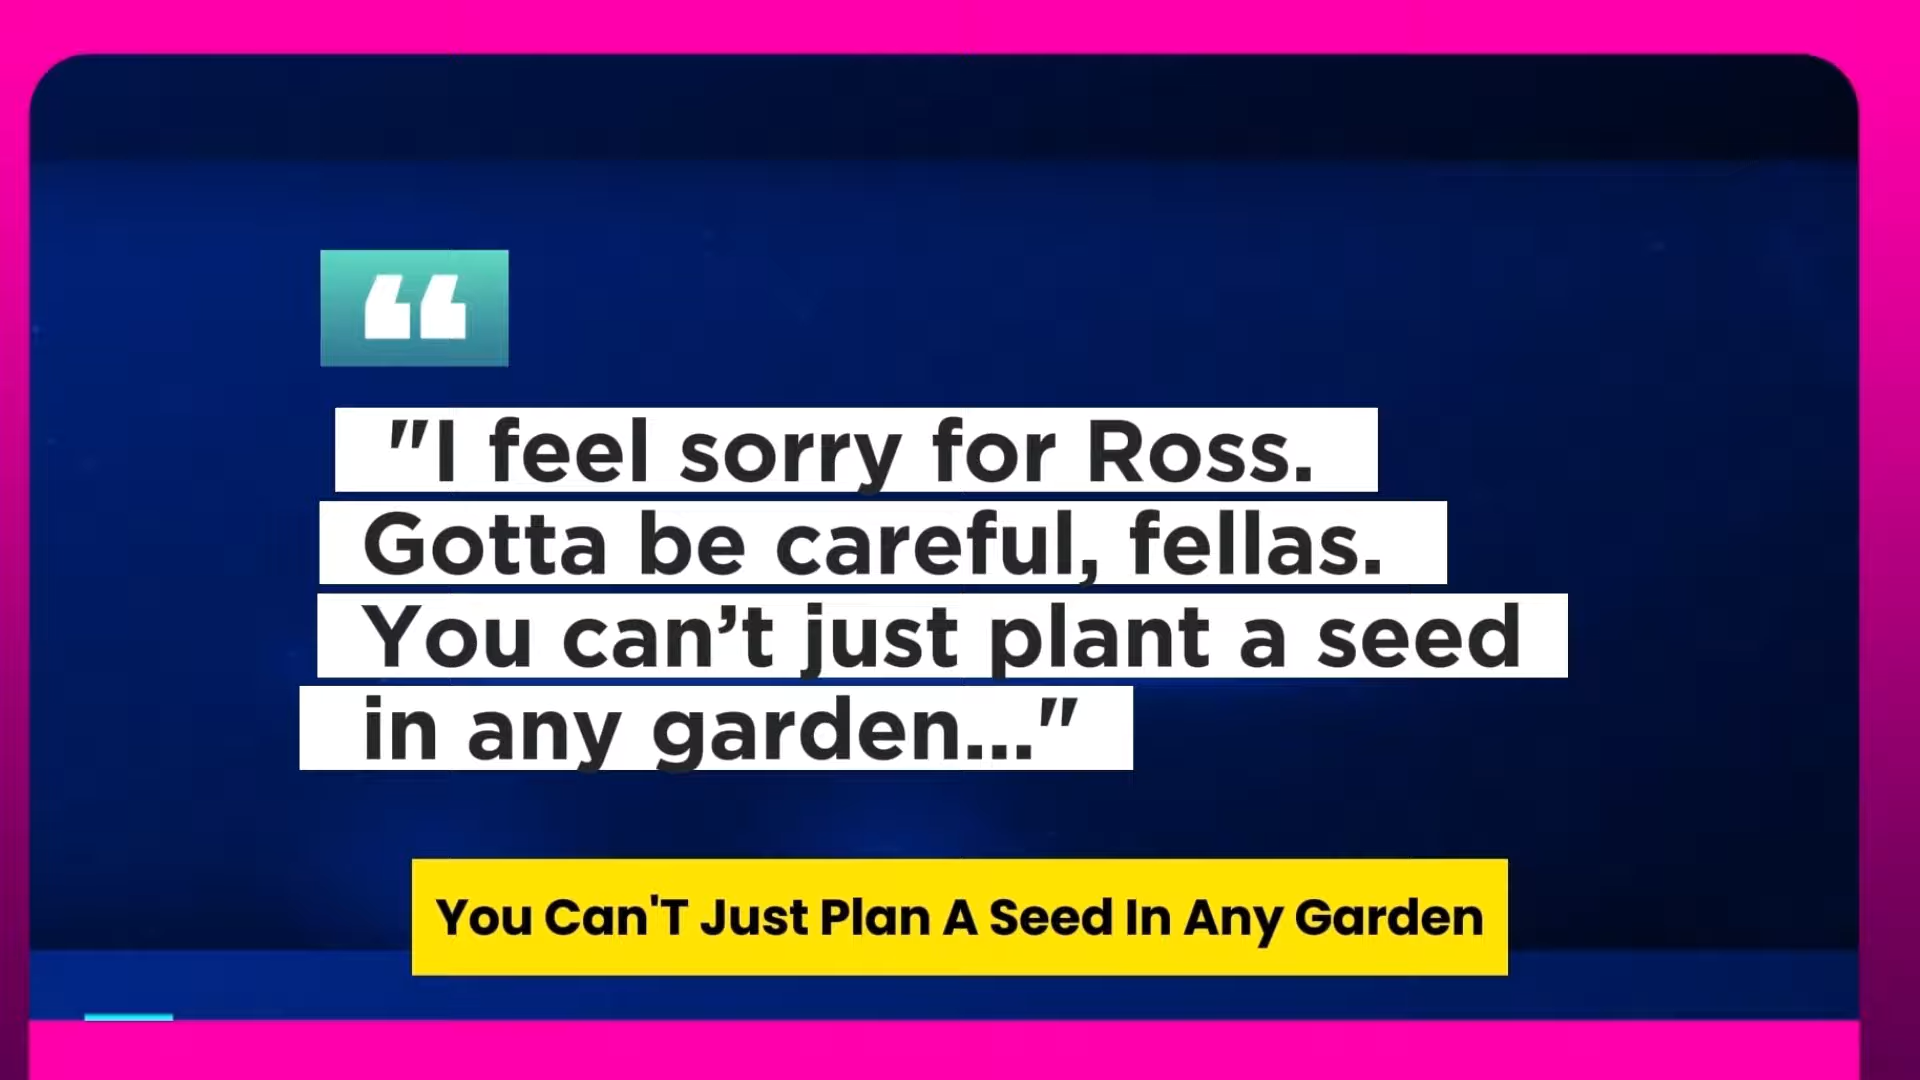 ❝
"I feel sorry for Ross.
Gotta be careful, fellas.
You can’t just plant a seed
in any garden..."
You Can'T Just Plan A Seed In Any Garden